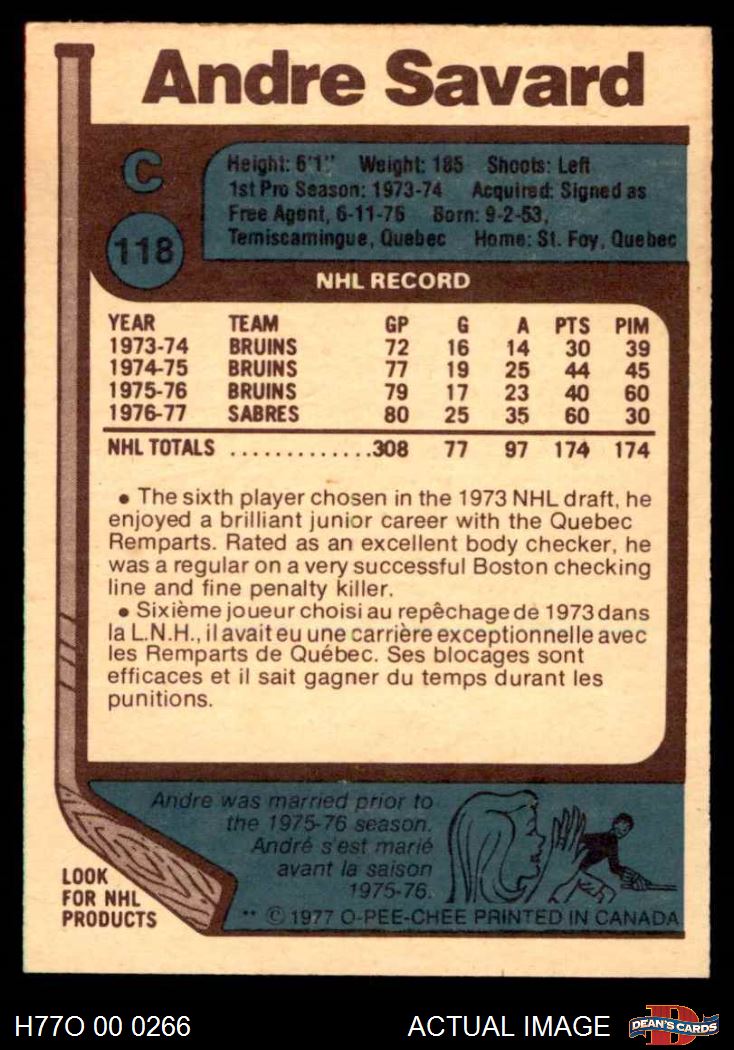 Andre Savard
C
118
Height: 6'1" Weight: 185 Shoots: Left
1st Pro Season: 1973-74 Acquired: Signed as
Free Agent, 6-11-76 Born: 9-2-53,
Temiscamingue, Quebec Home: St. Foy, Quebec
NHL RECORD
YEAR TEAM GP G A PTS PIM
1973-74 BRUINS 72 16 14 30 39
1974-75 BRUINS 77 19 25 44 45
1975-76 BRUINS 79 17 23 40 60
1976-77 SABRES 80 25 35 60 30
NHL TOTALS .............308 77 97 174 174
• The sixth player chosen in the 1973 NHL draft, he
enjoyed a brilliant junior career with the Quebec
Remparts. Rated as an excellent body checker, he
was a regular on a very successful Boston checking
line and fine penalty killer.
• Sixième joueur choisi au repêchage de 1973 dans
la L.N.H., il avait eu une carrière exceptionnelle avec
les Remparts de Québec. Ses blocages sont
efficaces et il sait gagner du temps durant les
punitions.
Andre was married prior to
the 1975-76 season.
André s'est marié
avant la saison
1975-76.
LOOK
FOR NHL
PRODUCTS
** © 1977 O-PEE-CHEE PRINTED IN CANADA
H77O 00 0266
ACTUAL IMAGE
D
DEAN'S CARDS